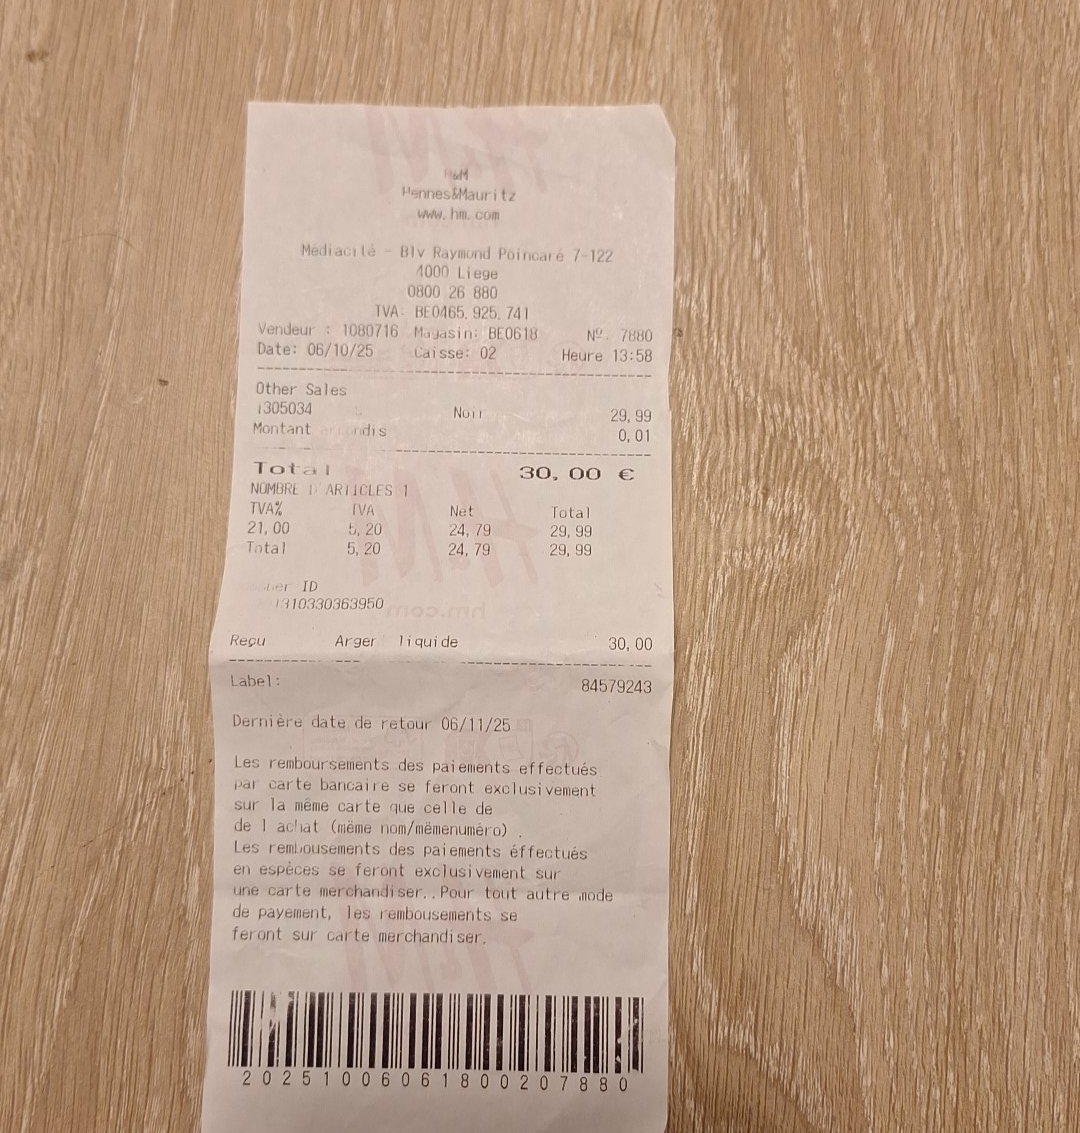 H&M
Hennes&Mauritz
www.hm.com
Médiacité - Blv Raymond Poincaré 7-122
4000 Liege
0800 26 880
TVA: BE0465.925.741
Vendeur : 1080716 Magasin: BE0618 Nº. 7880
Date: 06/10/25 Caisse: 02 Heure 13:58
Other Sales
1305034 Noir 29,99
Montant 0,01
Total 30,00 €
NOMBRE D'ARTICLES 1
TVA% TVA Net Total
21,00 5,20 24,79 29,99
Total 5,20 24,79 29,99
ID
310330363950
Reçu Arger liquide 30,00
Label: 84579243
Dernière date de retour 06/11/25
Les remboursements des paiements effectués
par carte bancaire se feront exclusivement
sur la même carte que celle de
de l achat (même nom/mêmenuméro) .
Les rembousements des paiements éffectués
en espèces se feront exclusivement sur
une carte merchandiser..Pour tout autre mode
de payement, les rembousements se
feront sur carte merchandiser.
20251006061800207880